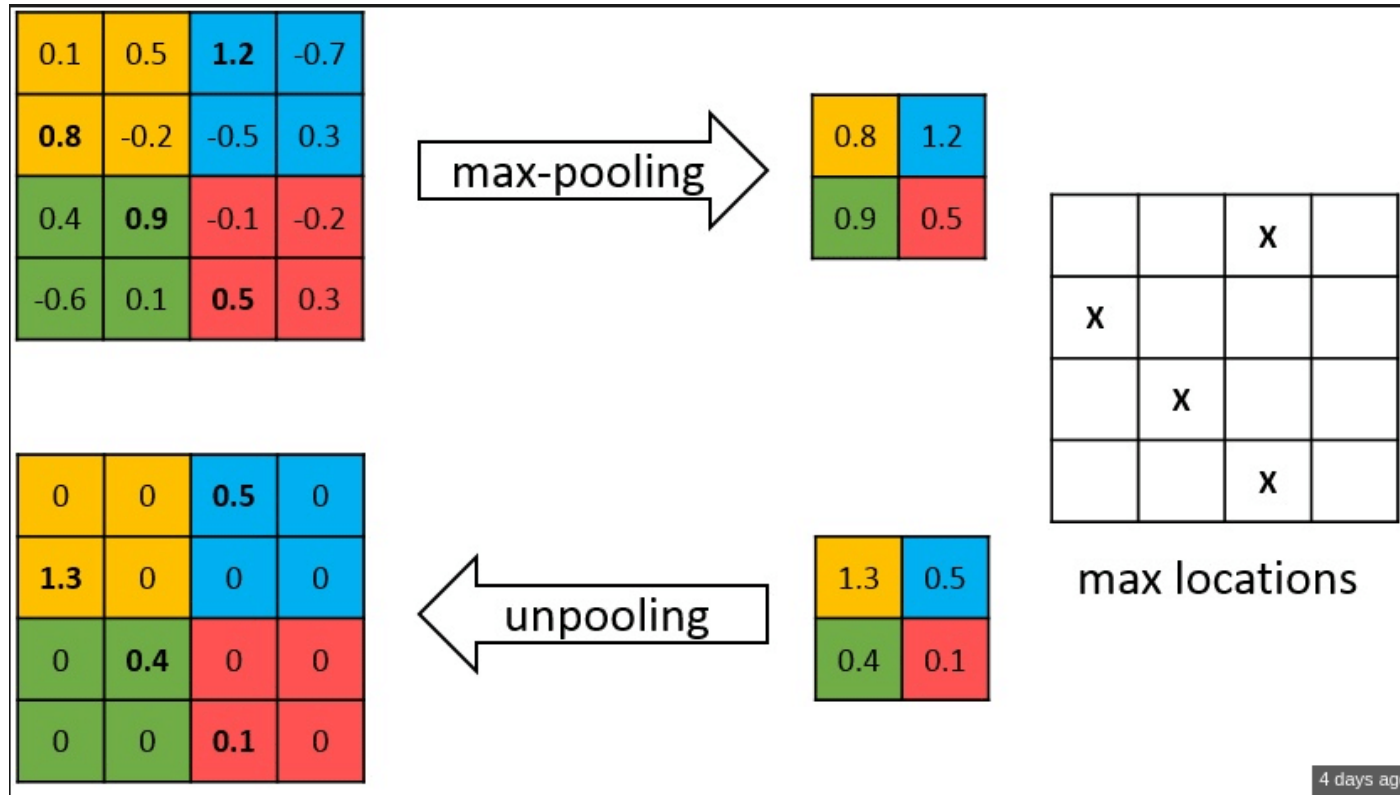 0.1 0.5 1.2 -0.7
0.8 -0.2 -0.5 0.3
0.4 0.9 -0.1 -0.2
-0.6 0.1 0.5 0.3
max-pooling
0.8 1.2
0.9 0.5
X
X
X
X
max locations
0 0 0.5 0
1.3 0 0 0
0 0.4 0 0
0 0 0.1 0
unpooling
1.3 0.5
0.4 0.1
4 days ag